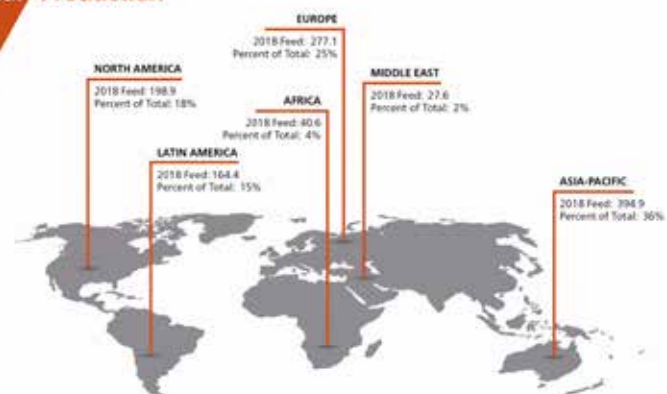 Production
EUROPE
2018 Feed: 277.1
Percent of Total: 25%
NORTH AMERICA
2018 Feed: 198.9
Percent of Total: 18%
MIDDLE EAST
2018 Feed: 27.6
Percent of Total: 2%
AFRICA
2018 Feed: 40.6
Percent of Total: 4%
LATIN AMERICA
2018 Feed: 164.4
Percent of Total: 15%
ASIA-PACIFIC
2018 Feed: 394.9
Percent of Total: 36%